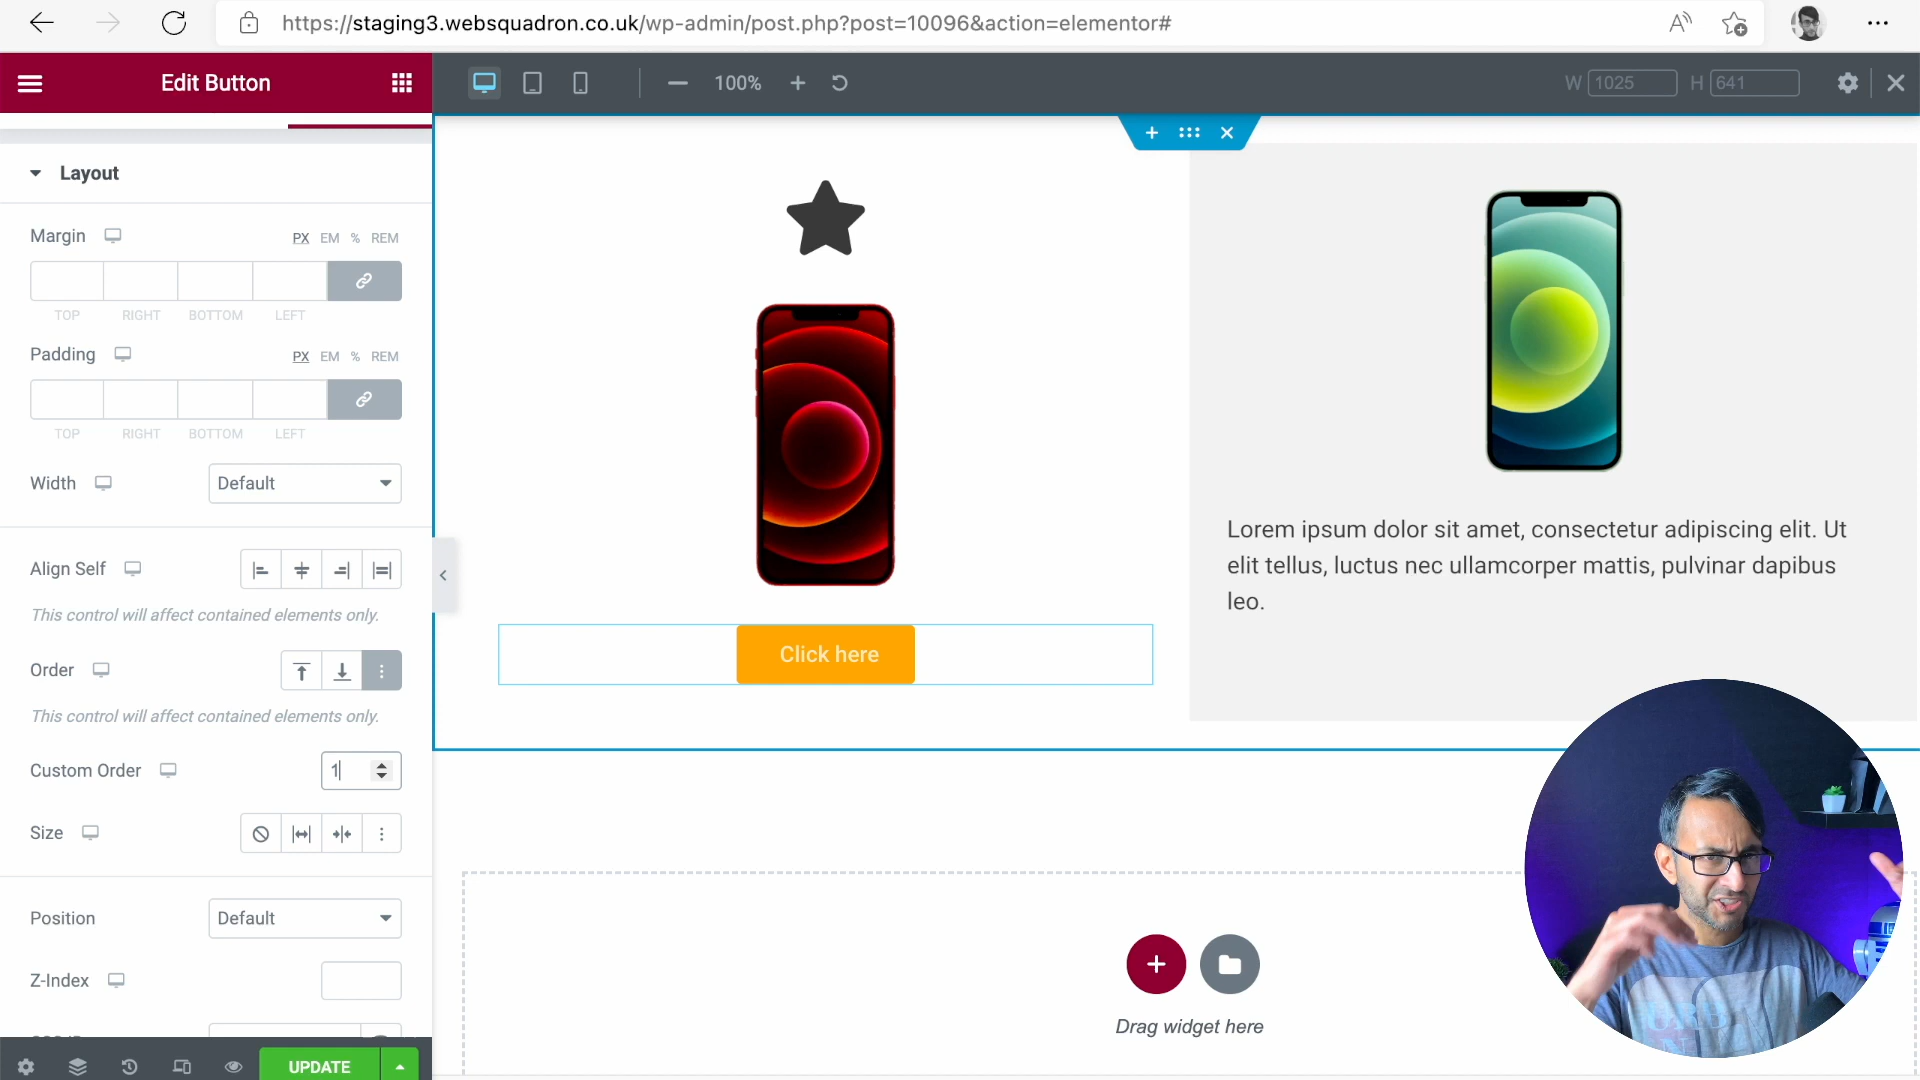 https://staging3.websquadron.co.uk/wp-admin/post.php?post=10096&action=elementor#
Edit Button
100%
W 1025 H 641
Layout
Margin PX EM % REM
TOP RIGHT BOTTOM LEFT
Padding PX EM % REM
TOP RIGHT BOTTOM LEFT
Width Default
Align Self
This control will affect contained elements only.
Order
This control will affect contained elements only.
Custom Order 1
Size
Position Default
Z-Index
UPDATE
Click here
Lorem ipsum dolor sit amet, consectetur adipiscing elit. Ut
elit tellus, luctus nec ullamcorper mattis, pulvinar dapibus
leo.
Drag widget here